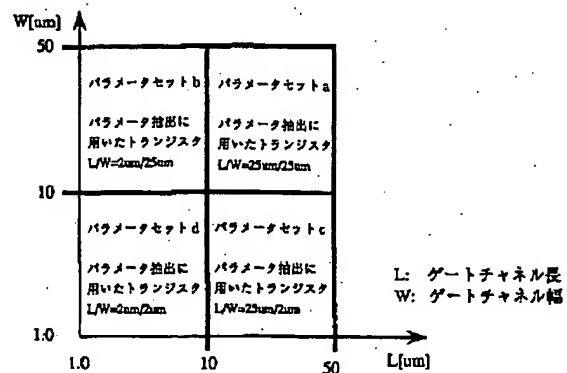 W[um]
50
パラメータセットb
パラメータセットa
パラメータ抽出に
用いたトランジスタ
L/W=2um/25um
パラメータ抽出に
用いたトランジスタ
L/W=25um/25um
10
パラメータセットd
パラメータセットc
パラメータ抽出に
用いたトランジスタ
L/W=2um/2um
パラメータ抽出に
用いたトランジスタ
L/W=25um/2um
L: ゲートチャネル長
W: ゲートチャネル幅
1.0
1.0
10
50
L[um]